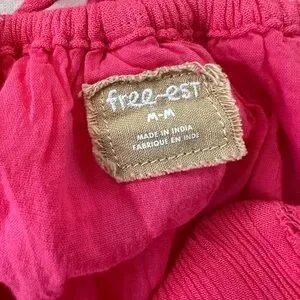 free-est
M-M
MADE IN INDIA
FABRIQUÉ EN INDE